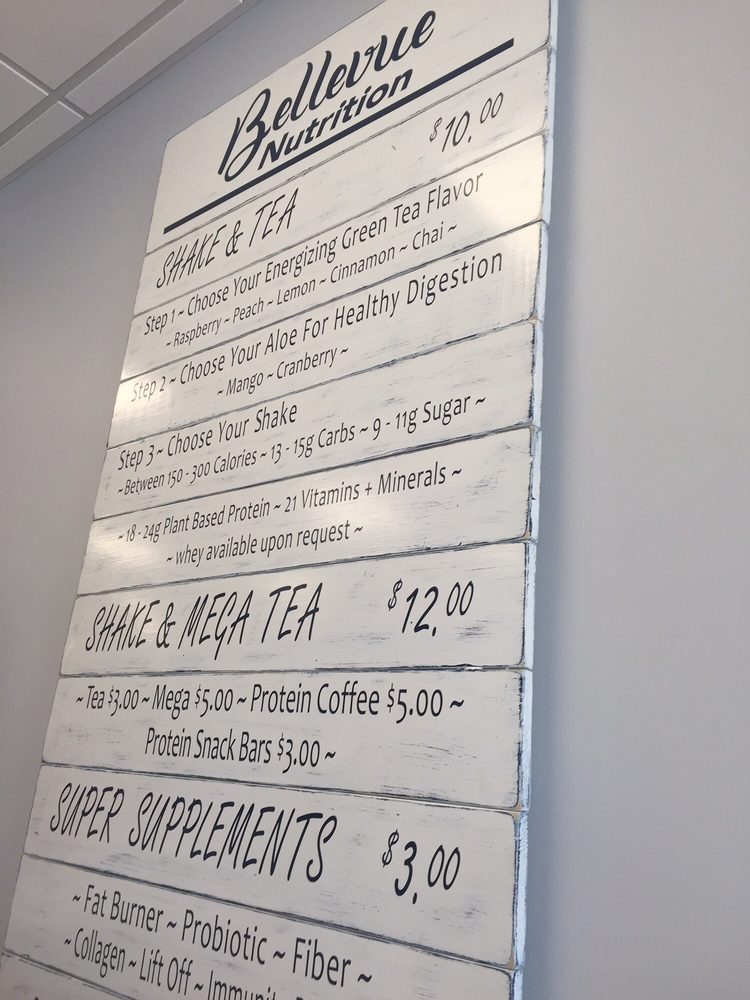 Bellevue
Nutrition
SHAKE & TEA $10.00
Step 1 ~ Choose Your Energizing Green Tea Flavor
~ Raspberry ~ Peach ~ Lemon ~ Cinnamon ~ Chai ~
Step 2 ~ Choose Your Aloe For Healthy Digestion
~ Mango ~ Cranberry ~
Step 3 ~ Choose Your Shake
~ Between 150 - 300 Calories ~ 13 - 15g Carbs ~ 9 - 11g Sugar ~
~ 18 - 24g Plant Based Protein ~ 21 Vitamins + Minerals ~
~ whey available upon request ~
SHAKE & MEGA TEA $12.00
~ Tea $3.00 ~ Mega $5.00 ~ Protein Coffee $5.00 ~
Protein Snack Bars $3.00 ~
SUPER SUPPLEMENTS $3.00
~ Fat Burner ~ Probiotic ~ Fiber ~
~ Collagen ~ Lift Off ~